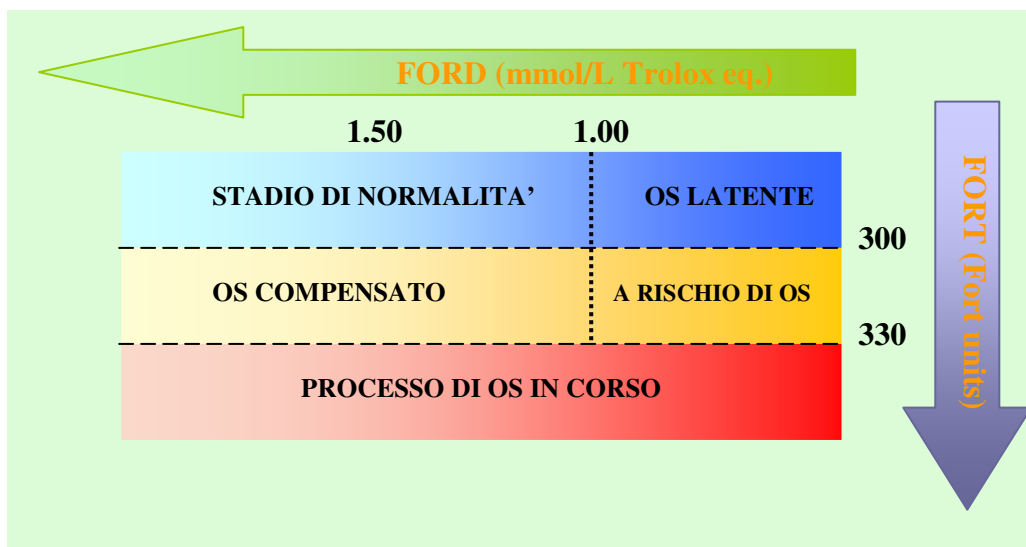 FORD (mmol/L Trolox eq.)
1.50 1.00
STADIO DI NORMALITA’ OS LATENTE
300
OS COMPENSATO A RISCHIO DI OS
330
PROCESSO DI OS IN CORSO
FORT (Fort units)